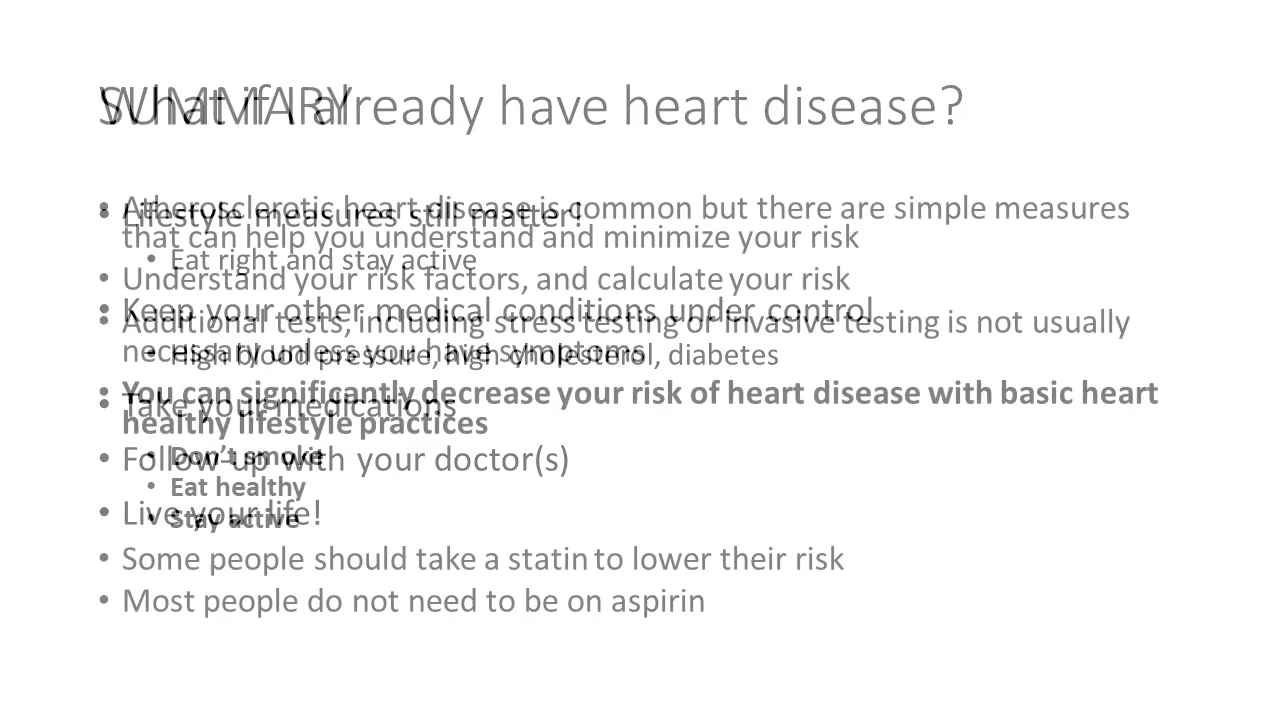 What if I already have heart disease?
• Lifestyle measures still matter!
• Eat right and stay active
• Keep your other medical conditions under control
• High blood pressure, high cholesterol, diabetes
• Take your medications
• Follow-up with your doctor(s)
• Live your life!
SUMMARY
• Atherosclerotic heart disease is common but there are simple measures
that can help you understand and minimize your risk
• Understand your risk factors, and calculate your risk
• Additional tests, including stress testing or invasive testing is not usually
necessary unless you have symptoms
• You can significantly decrease your risk of heart disease with basic heart
healthy lifestyle practices
• Don't smoke
• Eat healthy
• Stay active
• Some people should take a statin to lower their risk
• Most people do not need to be on aspirin